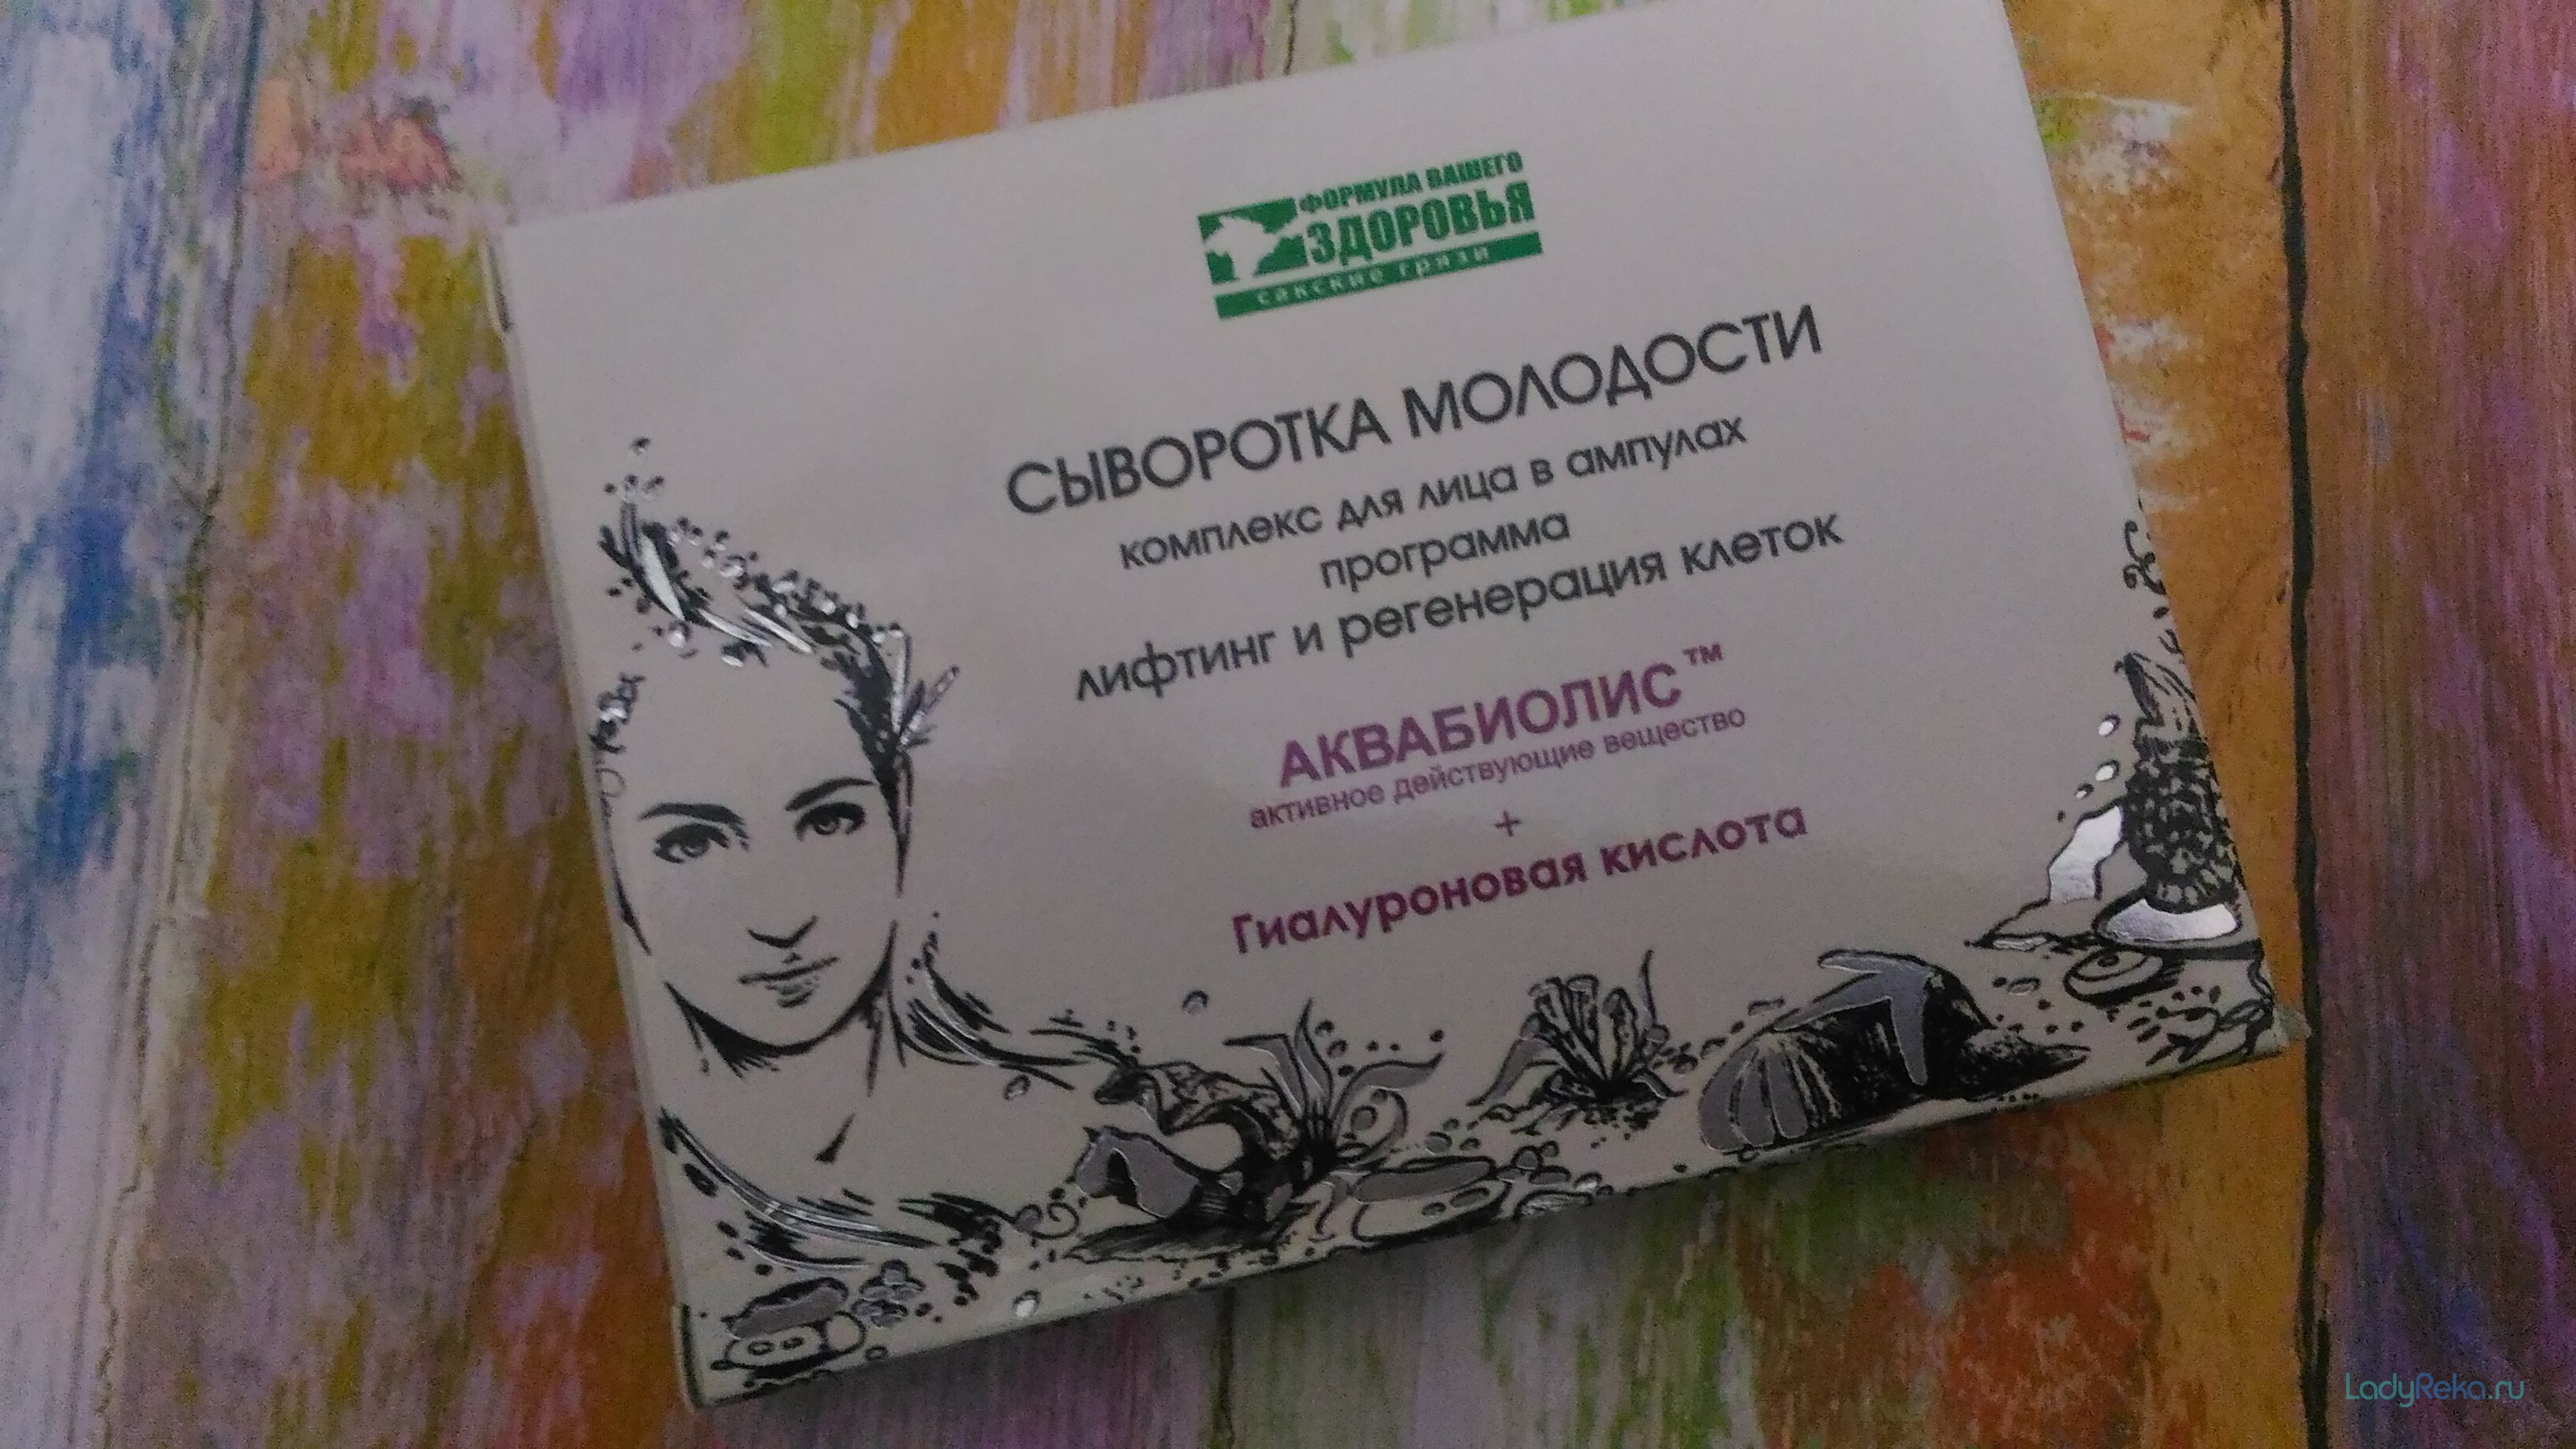 ФОРМУЛА ВАШЕГО
ЗДОРОВЬЯ
сакские грязи
СЫВОРОТКА МОЛОДОСТИ
комплекс для лица в ампулах
программа
лифтинг и регенерация клеток
АКВАБИОЛИС™
активное действующие вещество
+
Гиалуроновая кислота
LadyReka.ru